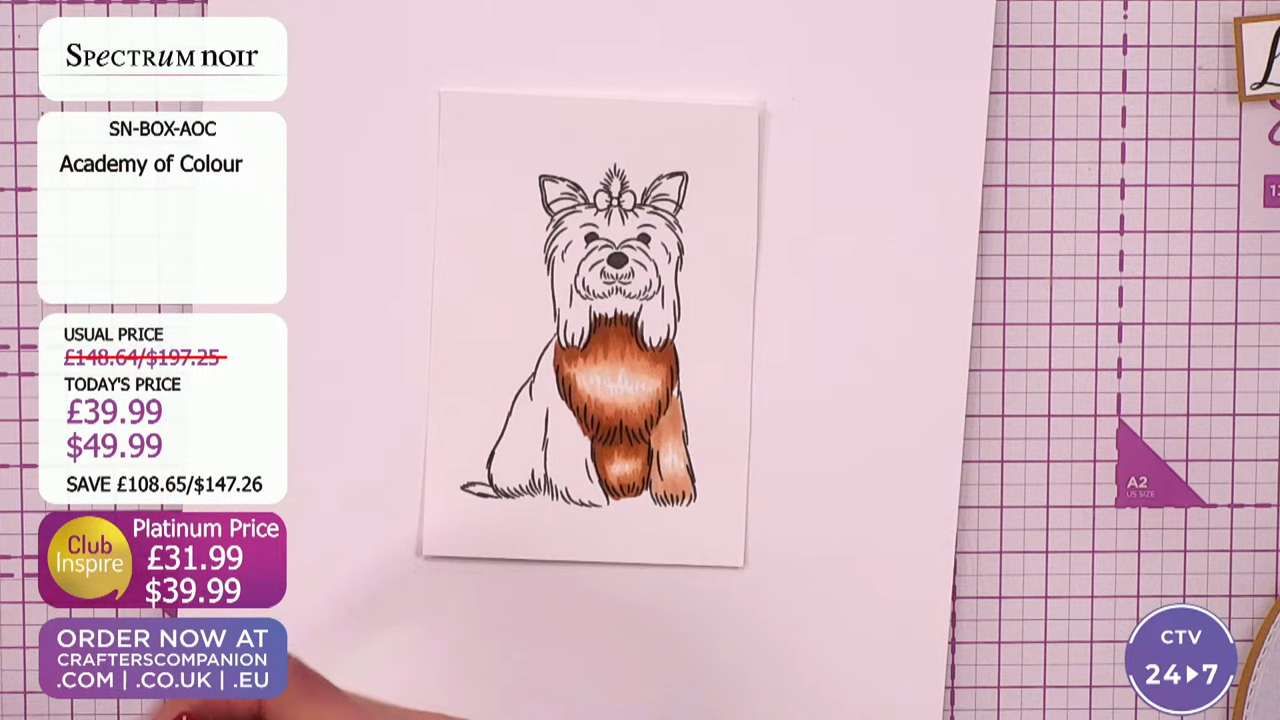 Spectrum noir
SN-BOX-AOC
Academy of Colour
USUAL PRICE
£148.64/$197.25
TODAY'S PRICE
£39.99
$49.99
SAVE £108.65/$147.26
Club
Inspire
Platinum Price
£31.99
$39.99
ORDER NOW AT
CRAFTERSCOMPANION
.COM | .CO.UK | .EU
A2
US SIZE
CTV
24▶7